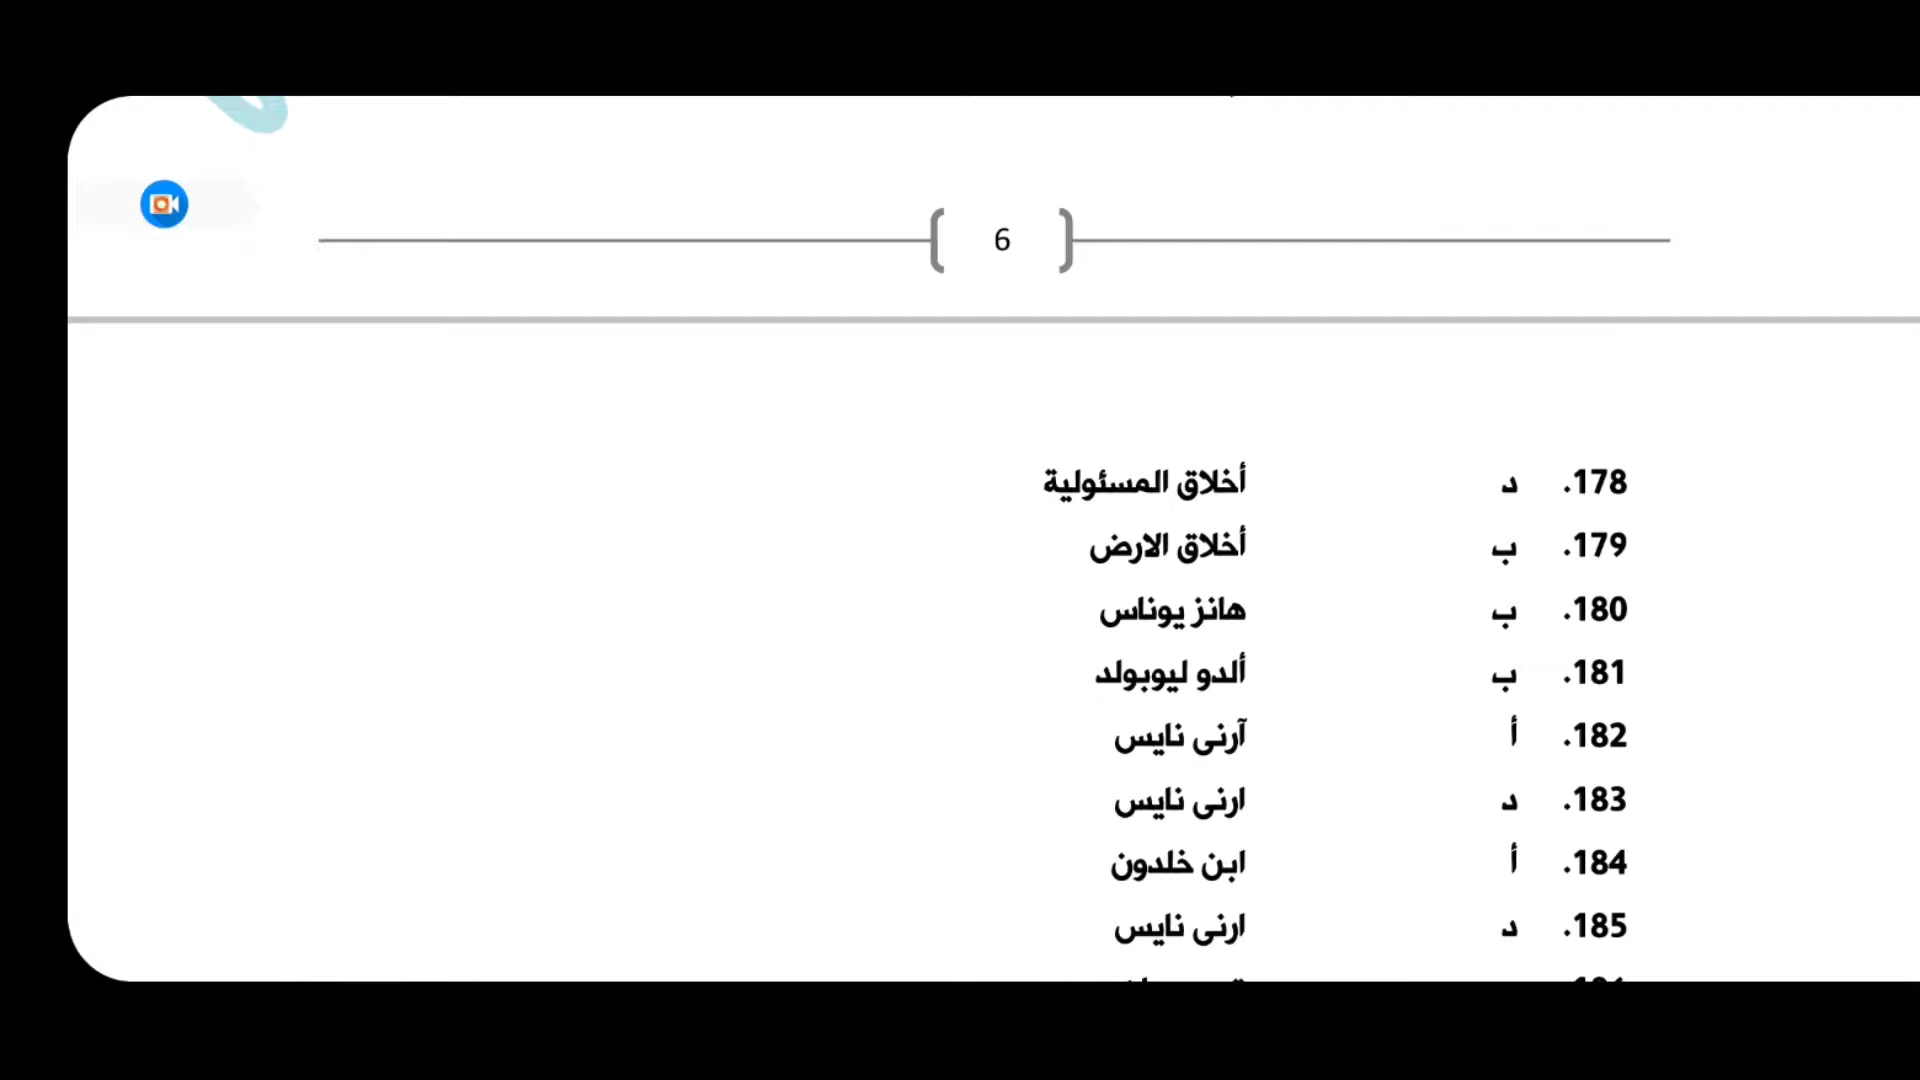 6
178. د أخلاق المسئولية
179. ب أخلاق الارض
180. ب هانز يوناس
181. ب ألدو ليوبولد
182. أ آرنى نايس
183. د ارنى نايس
184. أ ابن خلدون
185. د ارنى نايس